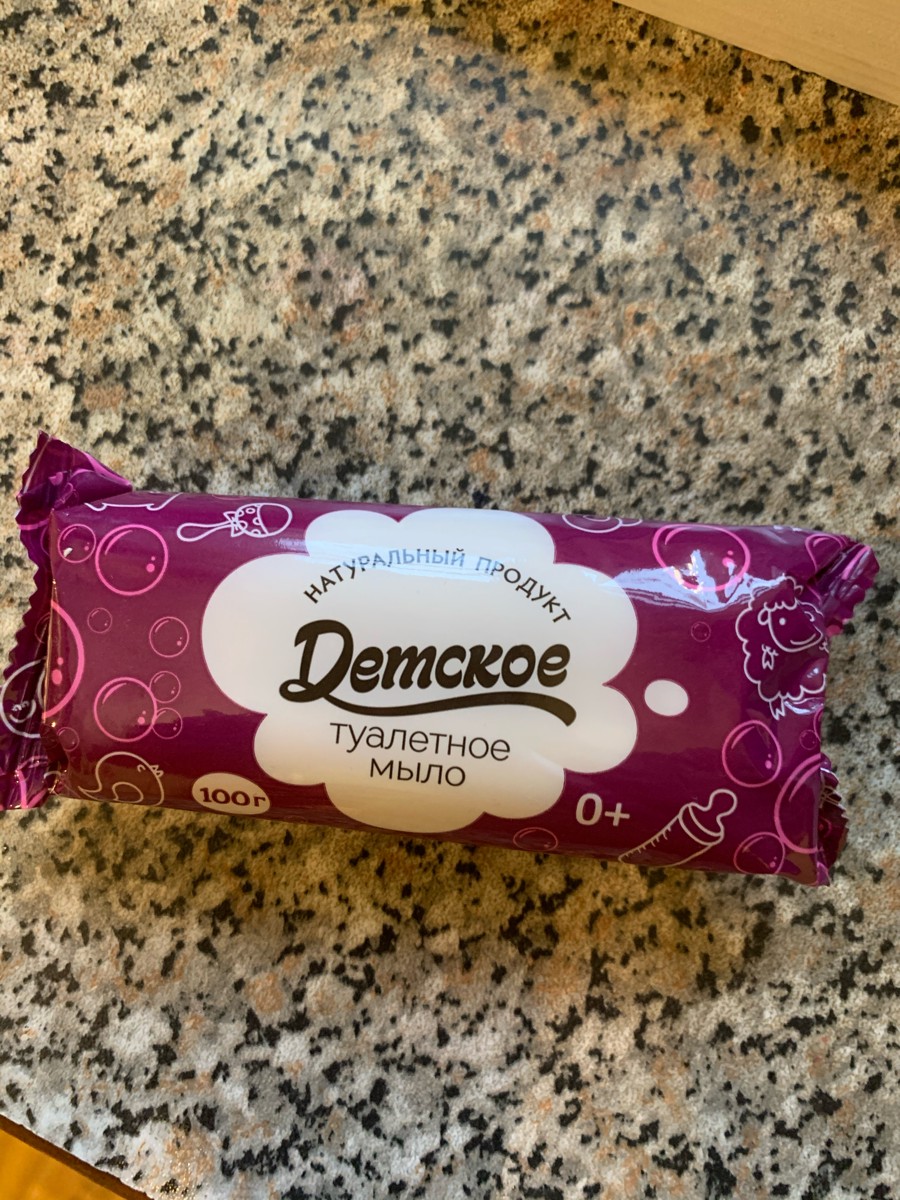 НАТУРАЛЬНЫЙ ПРОДУКТ
Детское
туалетное
мыло
100г
0+